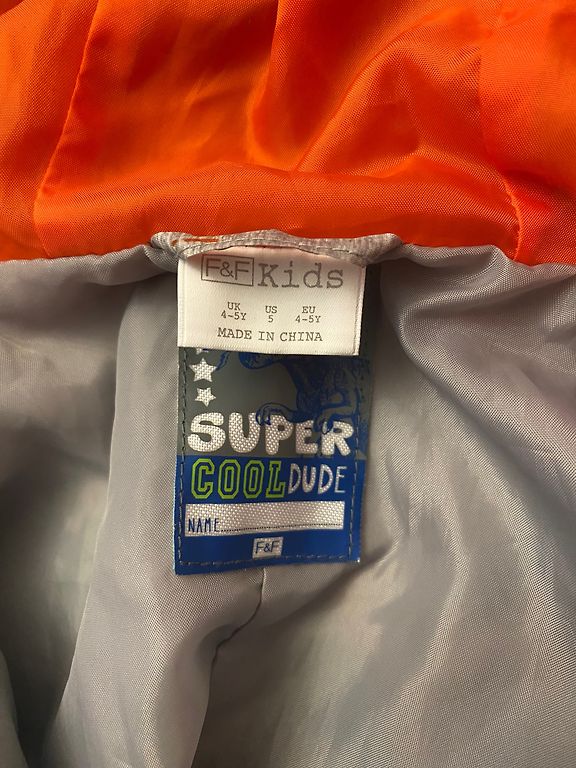 F&F Kids
UK US EU
4-5Y 5 4-5Y
MADE IN CHINA
SUPER
COOL DUDE
NAME
F&F